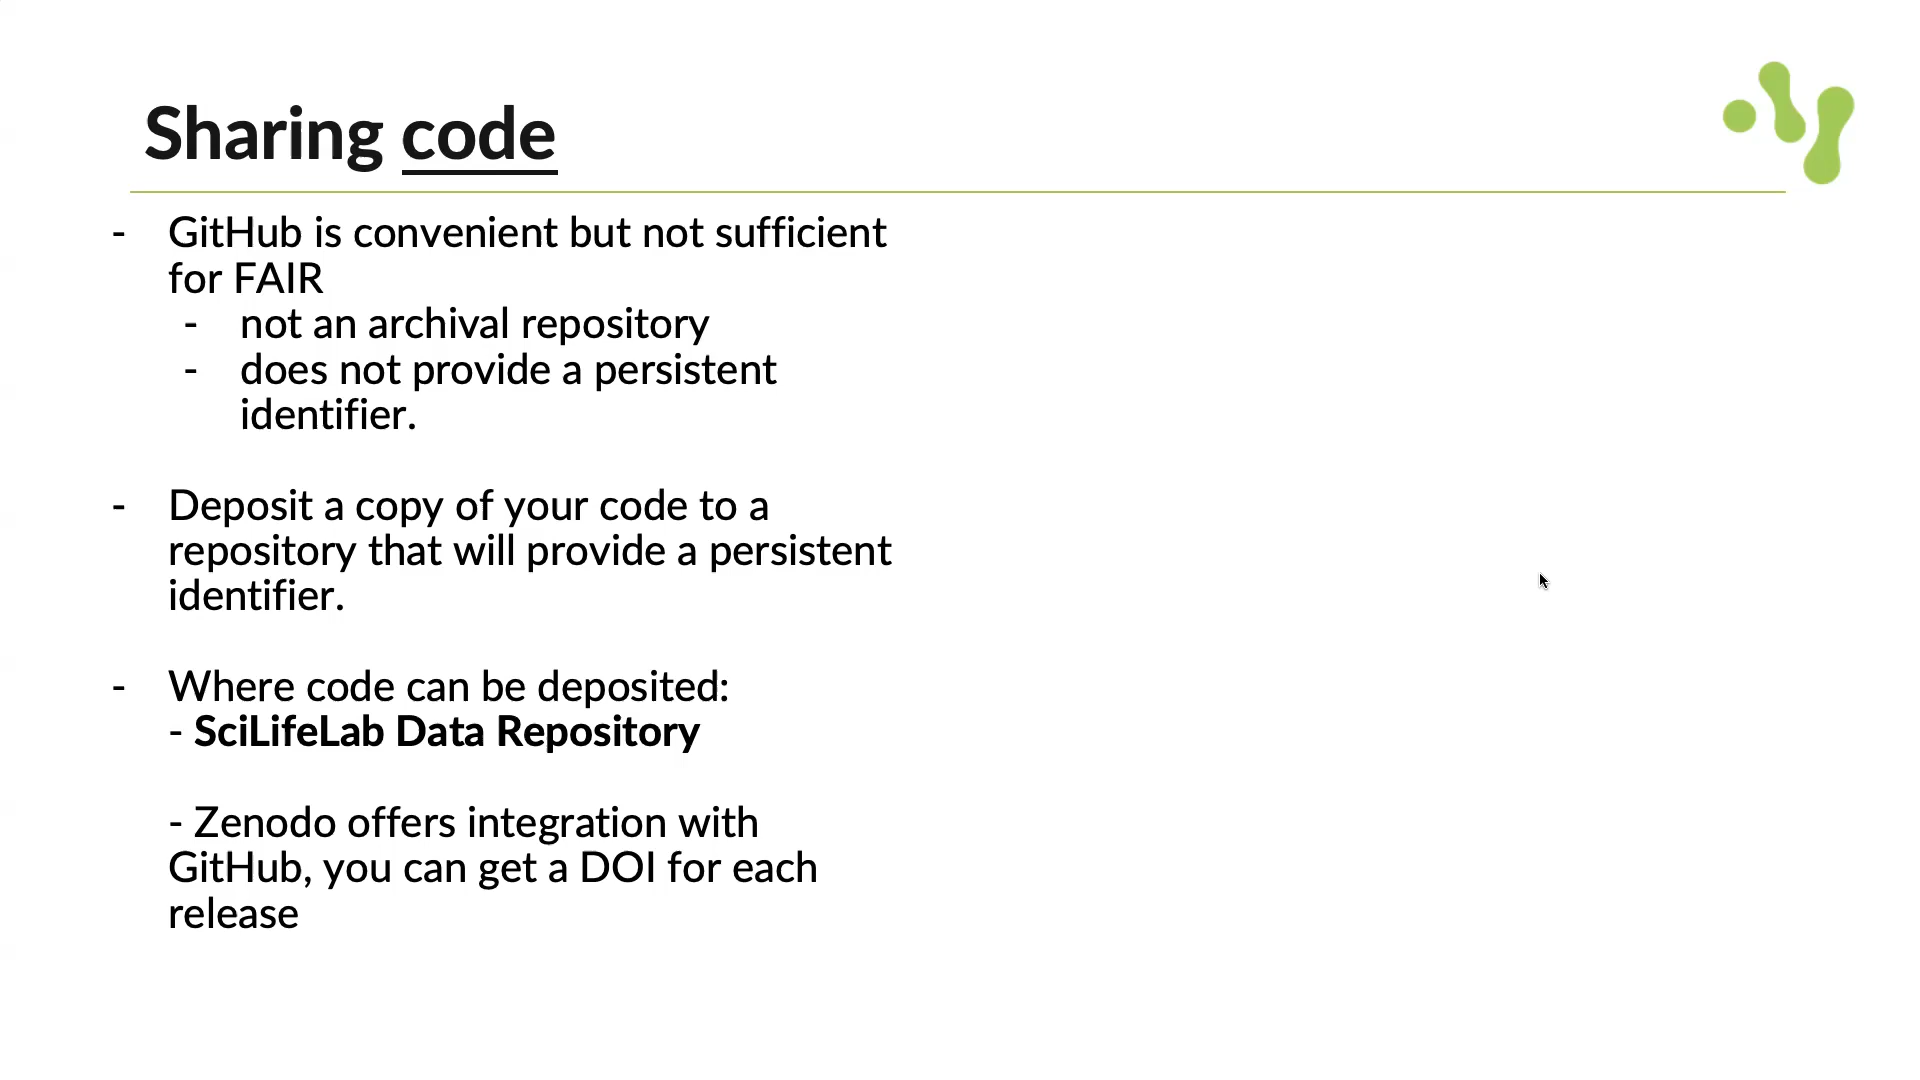 Sharing code
- GitHub is convenient but not sufficient
for FAIR
- not an archival repository
- does not provide a persistent
identifier.
- Deposit a copy of your code to a
repository that will provide a persistent
identifier.
- Where code can be deposited:
- SciLifeLab Data Repository
- Zenodo offers integration with
GitHub, you can get a DOI for each
release